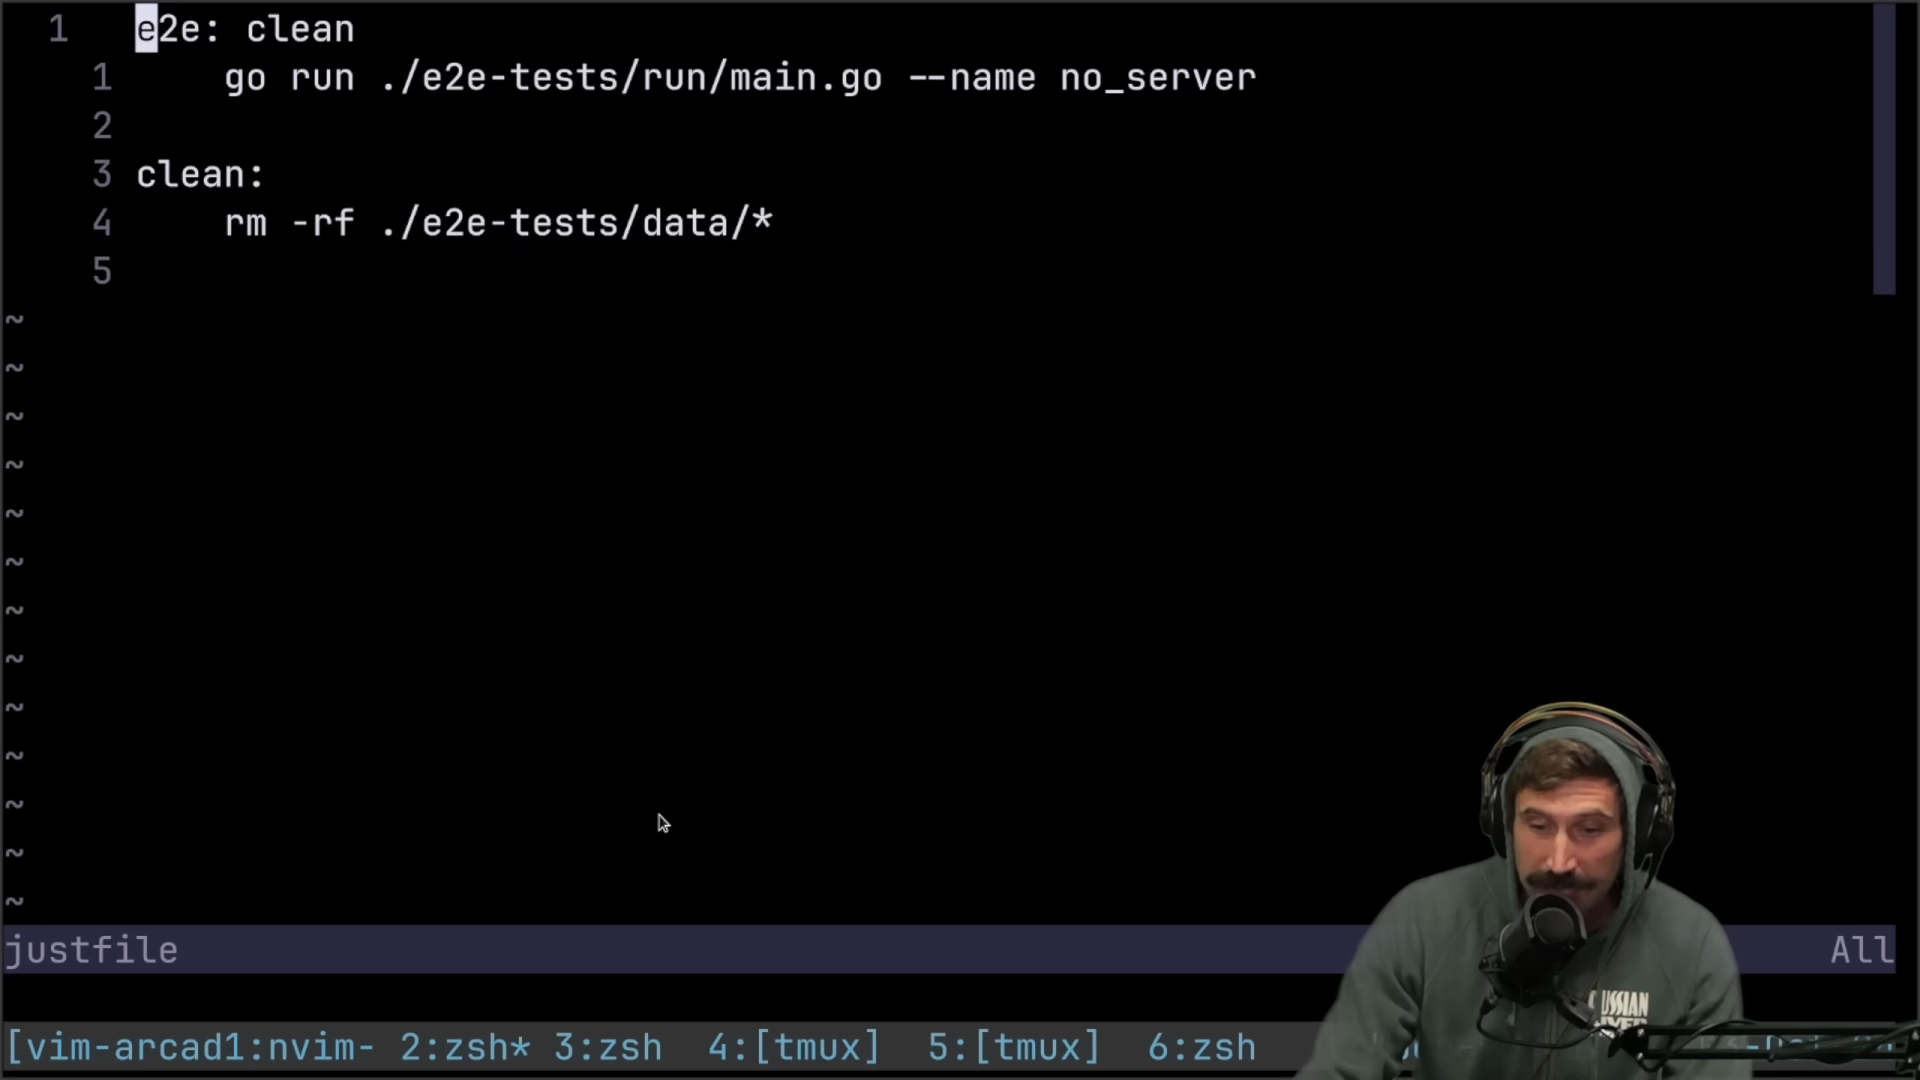 1 e2e: clean
1 go run ./e2e-tests/run/main.go --name no_server
2
3 clean:
4 rm -rf ./e2e-tests/data/*
5
~
~
~
~
~
~
~
~
~
~
~
~
~
justfile All
[vim-arcad1:nvim- 2:zsh* 3:zsh 4:[tmux] 5:[tmux] 6:zsh